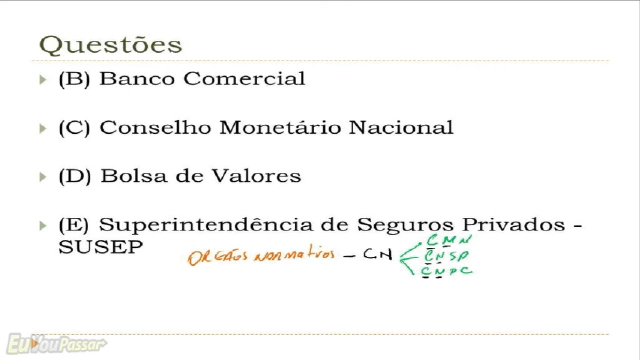 Questões
(B) Banco Comercial
(C) Conselho Monetário Nacional
(D) Bolsa de Valores
(E) Superintendência de Seguros Privados -
SUSEP
CMN
ORGÃOS NORMATIVOS - CN
CNSP
CNPC
EuVouPassar